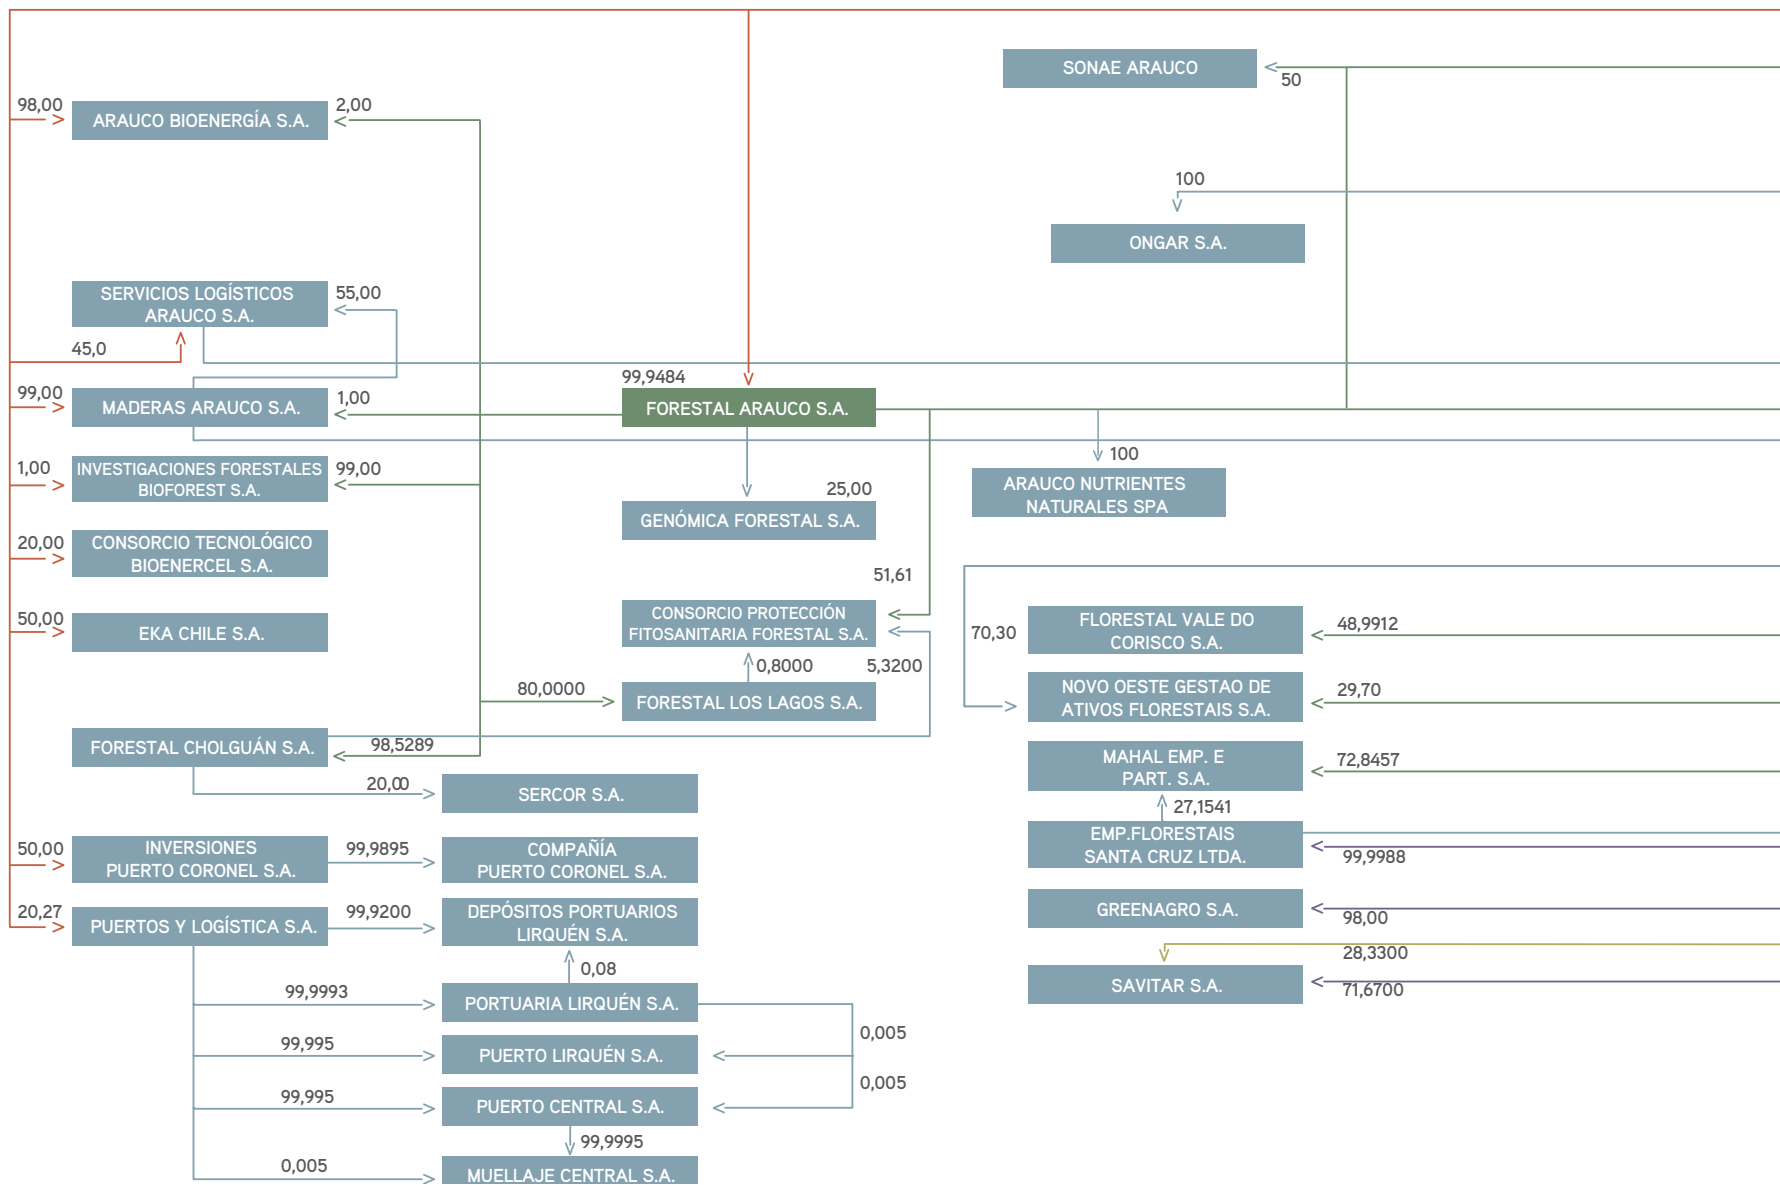 SONAE ARAUCO
50
98,00
ARAUCO BIOENERGÍA S.A.
2,00
100
ONGAR S.A.
SERVICIOS LOGÍSTICOS
ARAUCO S.A.
55,00
45,0
99,00
MADERAS ARAUCO S.A.
1,00
99,9484
FORESTAL ARAUCO S.A.
1,00
INVESTIGACIONES FORESTALES
BIOFOREST S.A.
99,00
100
ARAUCO NUTRIENTES
NATURALES SPA
25,00
GENÓMICA FORESTAL S.A.
20,00
CONSORCIO TECNOLÓGICO
BIOENERCEL S.A.
51,61
50,00
EKA CHILE S.A.
CONSORCIO PROTECCIÓN
FITOSANITARIA FORESTAL S.A.
70,30
FLORESTAL VALE DO
CORISCO S.A.
48,9912
0,8000
5,3200
80,0000
FORESTAL LOS LAGOS S.A.
NOVO OESTE GESTAO DE
ATIVOS FLORESTAIS S.A.
29,70
FORESTAL CHOLGUÁN S.A.
98,5289
MAHAL EMP. E
PART. S.A.
72,8457
20,00
SERCOR S.A.
27,1541
50,00
INVERSIONES
PUERTO CORONEL S.A.
99,9895
COMPAÑÍA
PUERTO CORONEL S.A.
EMP.FLORESTAIS
SANTA CRUZ LTDA.
99,9988
20,27
PUERTOS Y LOGÍSTICA S.A.
99,9200
DEPÓSITOS PORTUARIOS
LIRQUÉN S.A.
GREENAGRO S.A.
98,00
28,3300
0,08
SAVITAR S.A.
71,6700
99,9993
PORTUARIA LIRQUÉN S.A.
0,005
99,995
PUERTO LIRQUÉN S.A.
0,005
99,995
PUERTO CENTRAL S.A.
99,9995
0,005
MUELLAJE CENTRAL S.A.